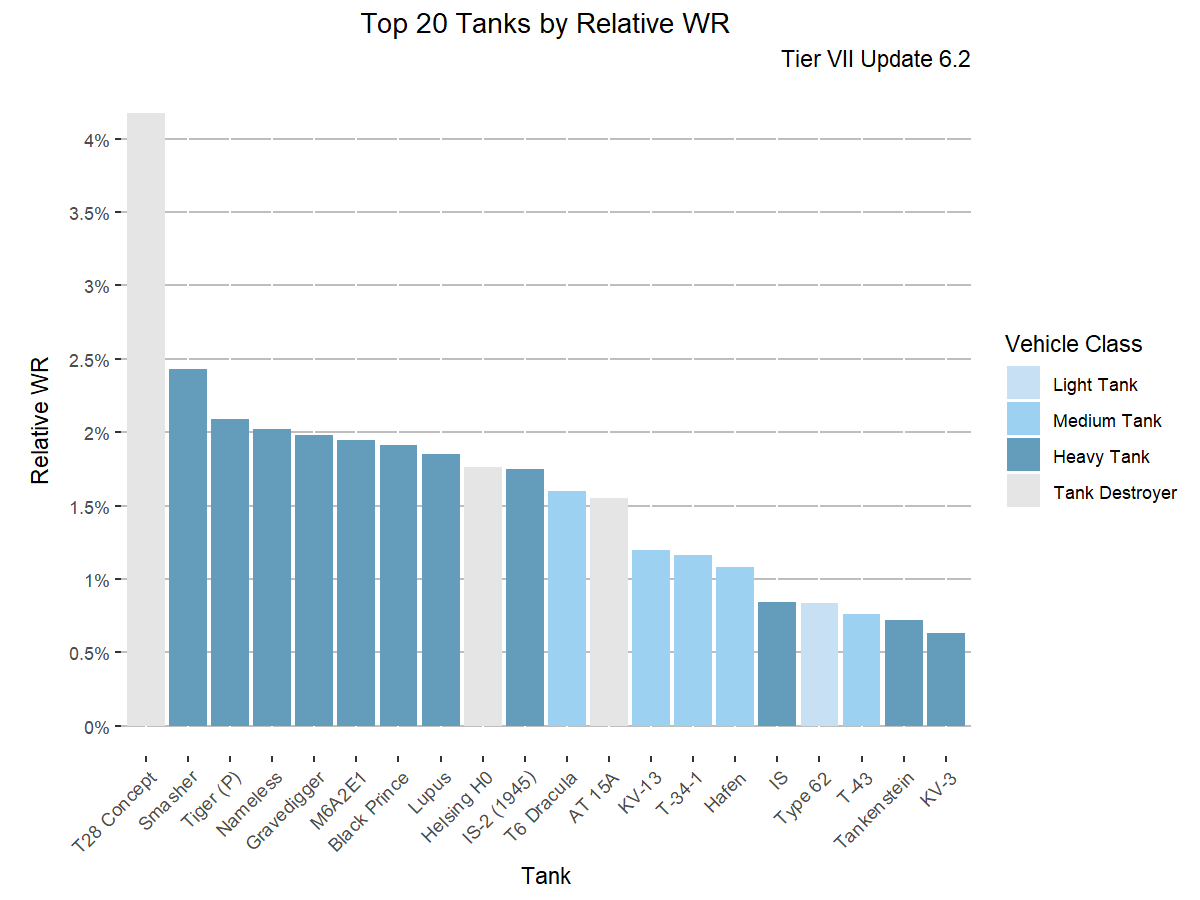 Top 20 Tanks by Relative WR
Tier VII Update 6.2
4%
3.5%
3%
2.5%
2%
1.5%
1%
0.5%
0%
Relative WR
T28 Concept
Smasher
Tiger (P)
Nameless
Gravedigger
M6A2E1
Black Prince
Lupus
Helsing H0
IS-2 (1945)
T6 Dracula
AT 15A
KV-13
T-34-1
Hafen
IS
Type 62
T-43
Tankenstein
KV-3
Tank
Vehicle Class
Light Tank
Medium Tank
Heavy Tank
Tank Destroyer